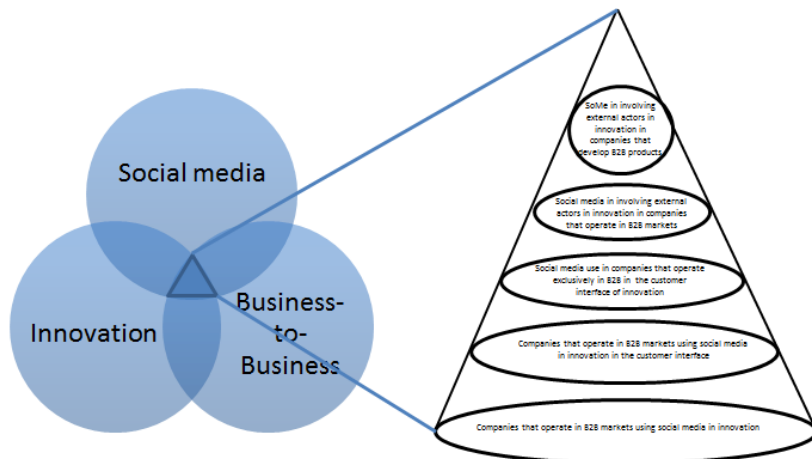 Social media
Innovation
Business-
to-
Business
SoMe in involving
external actors in
innovation in
companies that
develop B2B products
Social media in involving external
actors in innovation in companies
that operate in B2B markets
Social media use in companies that operate
exclusively in B2B in the customer
interface of innovation
Companies that operate in B2B markets using social media
in innovation in the customer interface
Companies that operate in B2B markets using social media in innovation